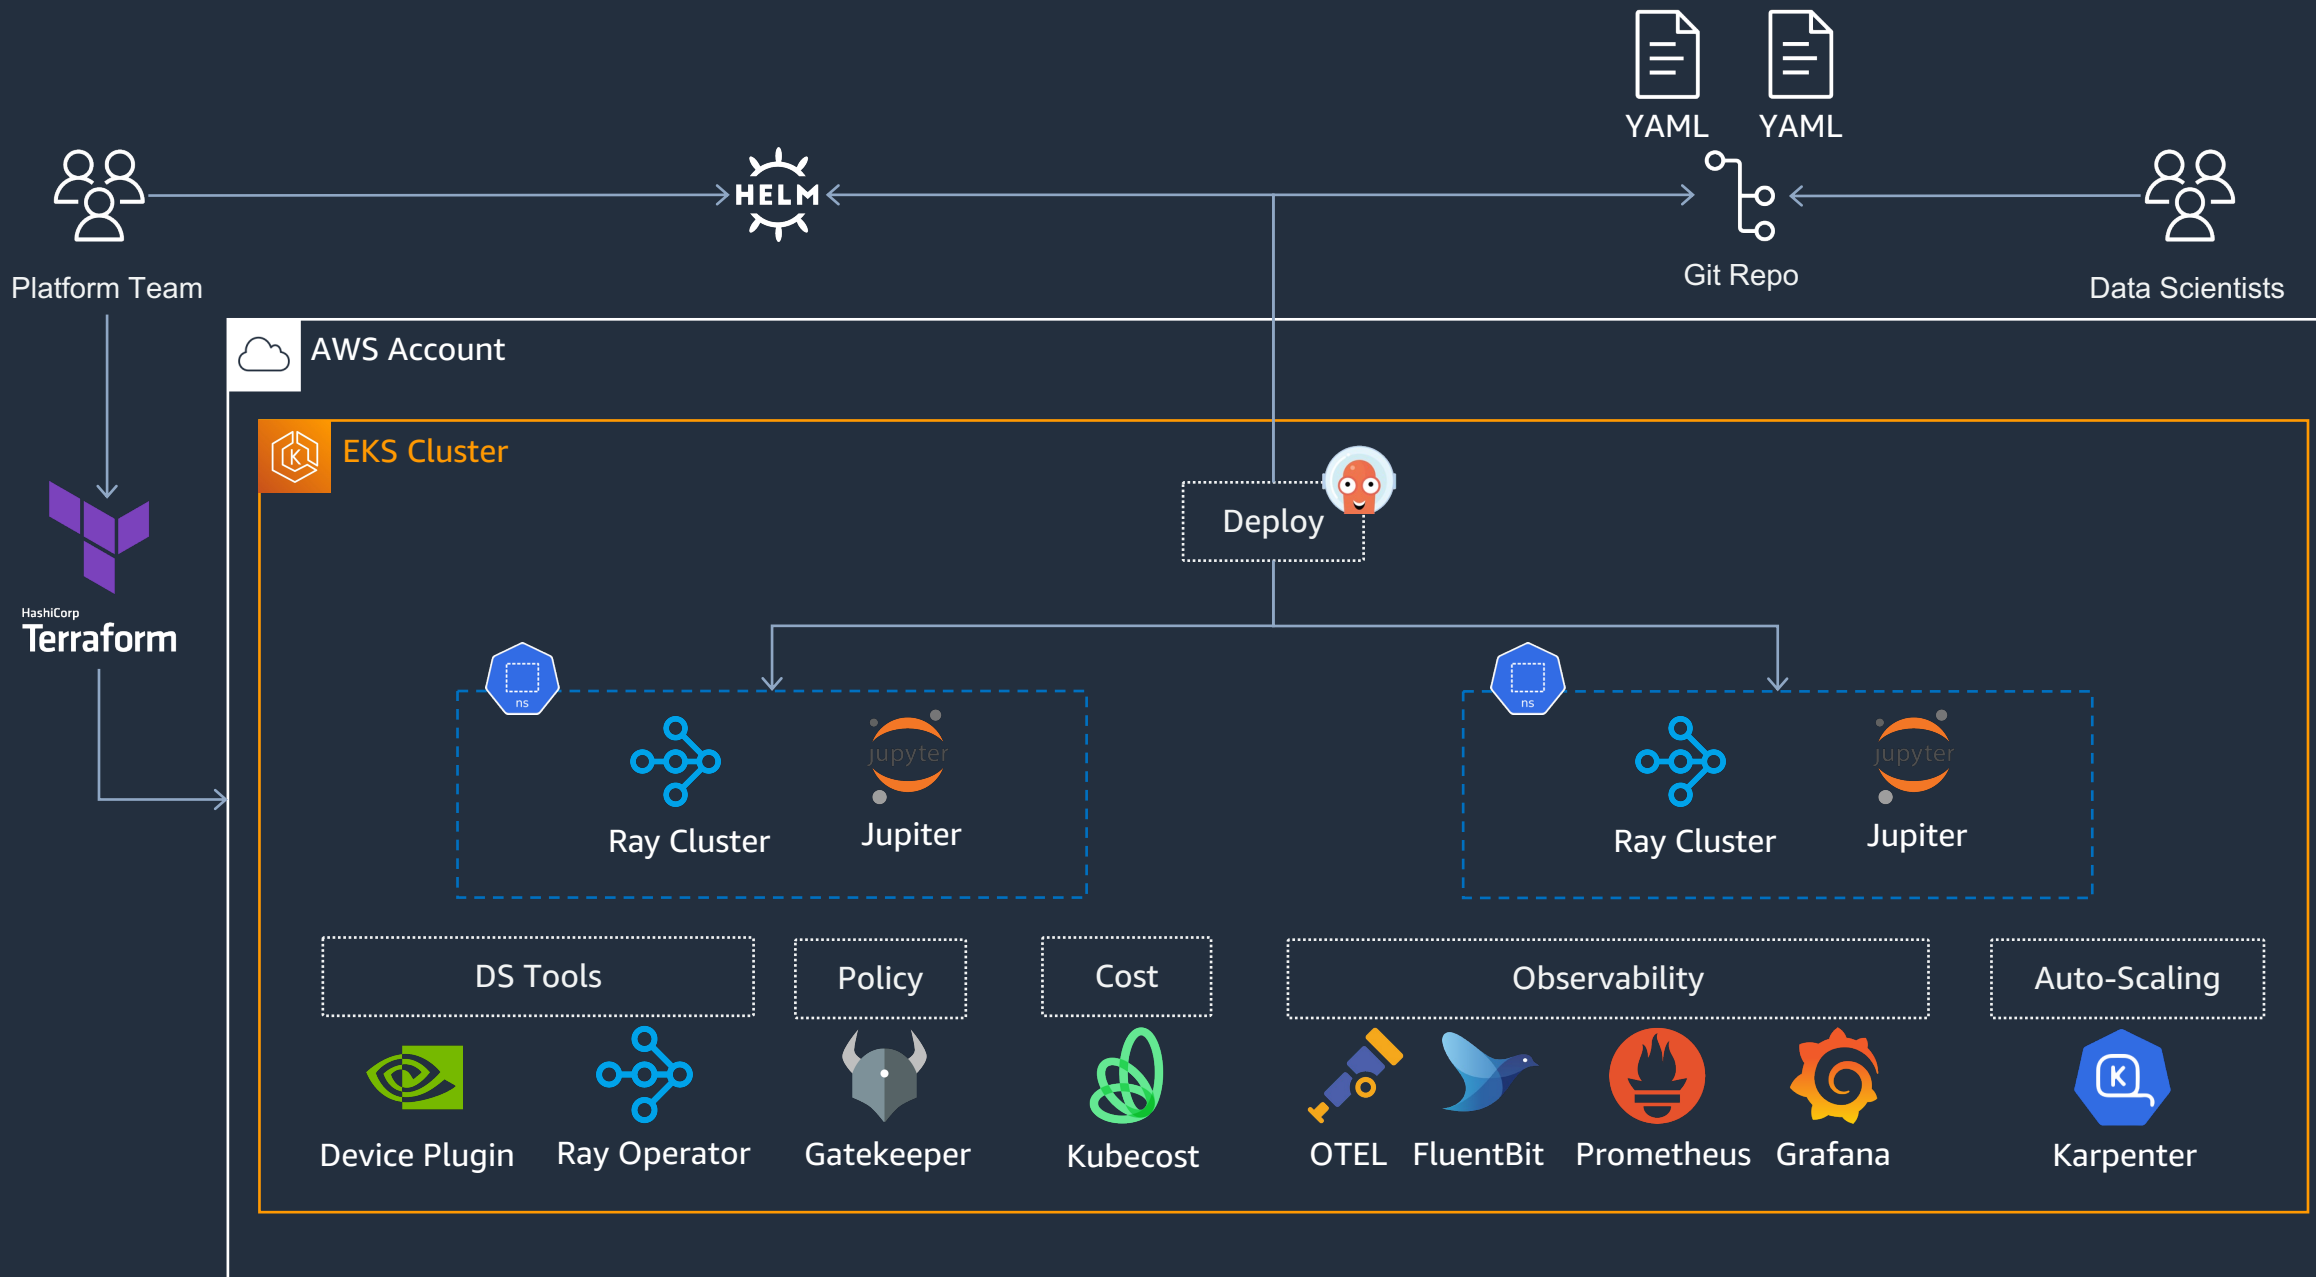 YAML
YAML
HELM
Platform Team
Git Repo
Data Scientists
AWS Account
K
EKS Cluster
Deploy
HashiCorp
Terraform
ns
ns
jupyter
jupyter
Ray Cluster
Jupiter
Ray Cluster
Jupiter
DS Tools
Policy
Cost
Observability
Auto-Scaling
K
Device Plugin
Ray Operator
Gatekeeper
Kubecost
OTEL
FluentBit
Prometheus
Grafana
Karpenter